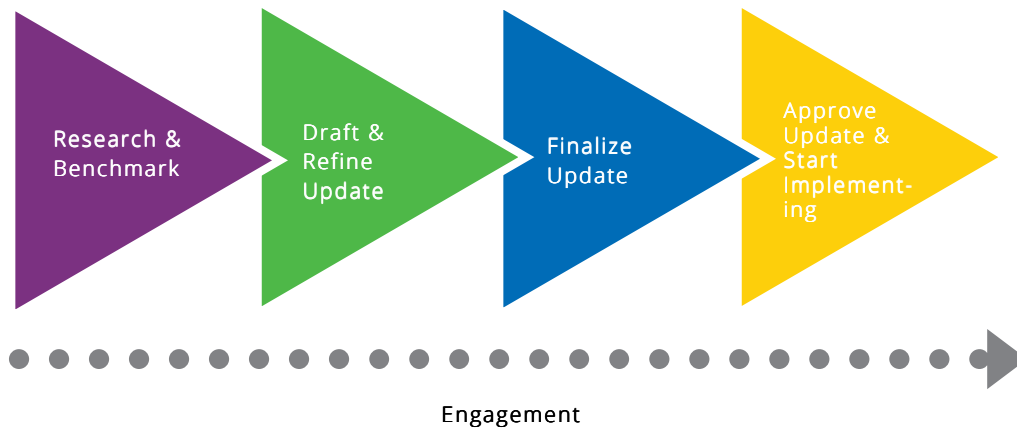 Research &
Benchmark
Draft &
Refine
Update
Finalize
Update
Approve
Update &
Start
Implement-
ing
Engagement